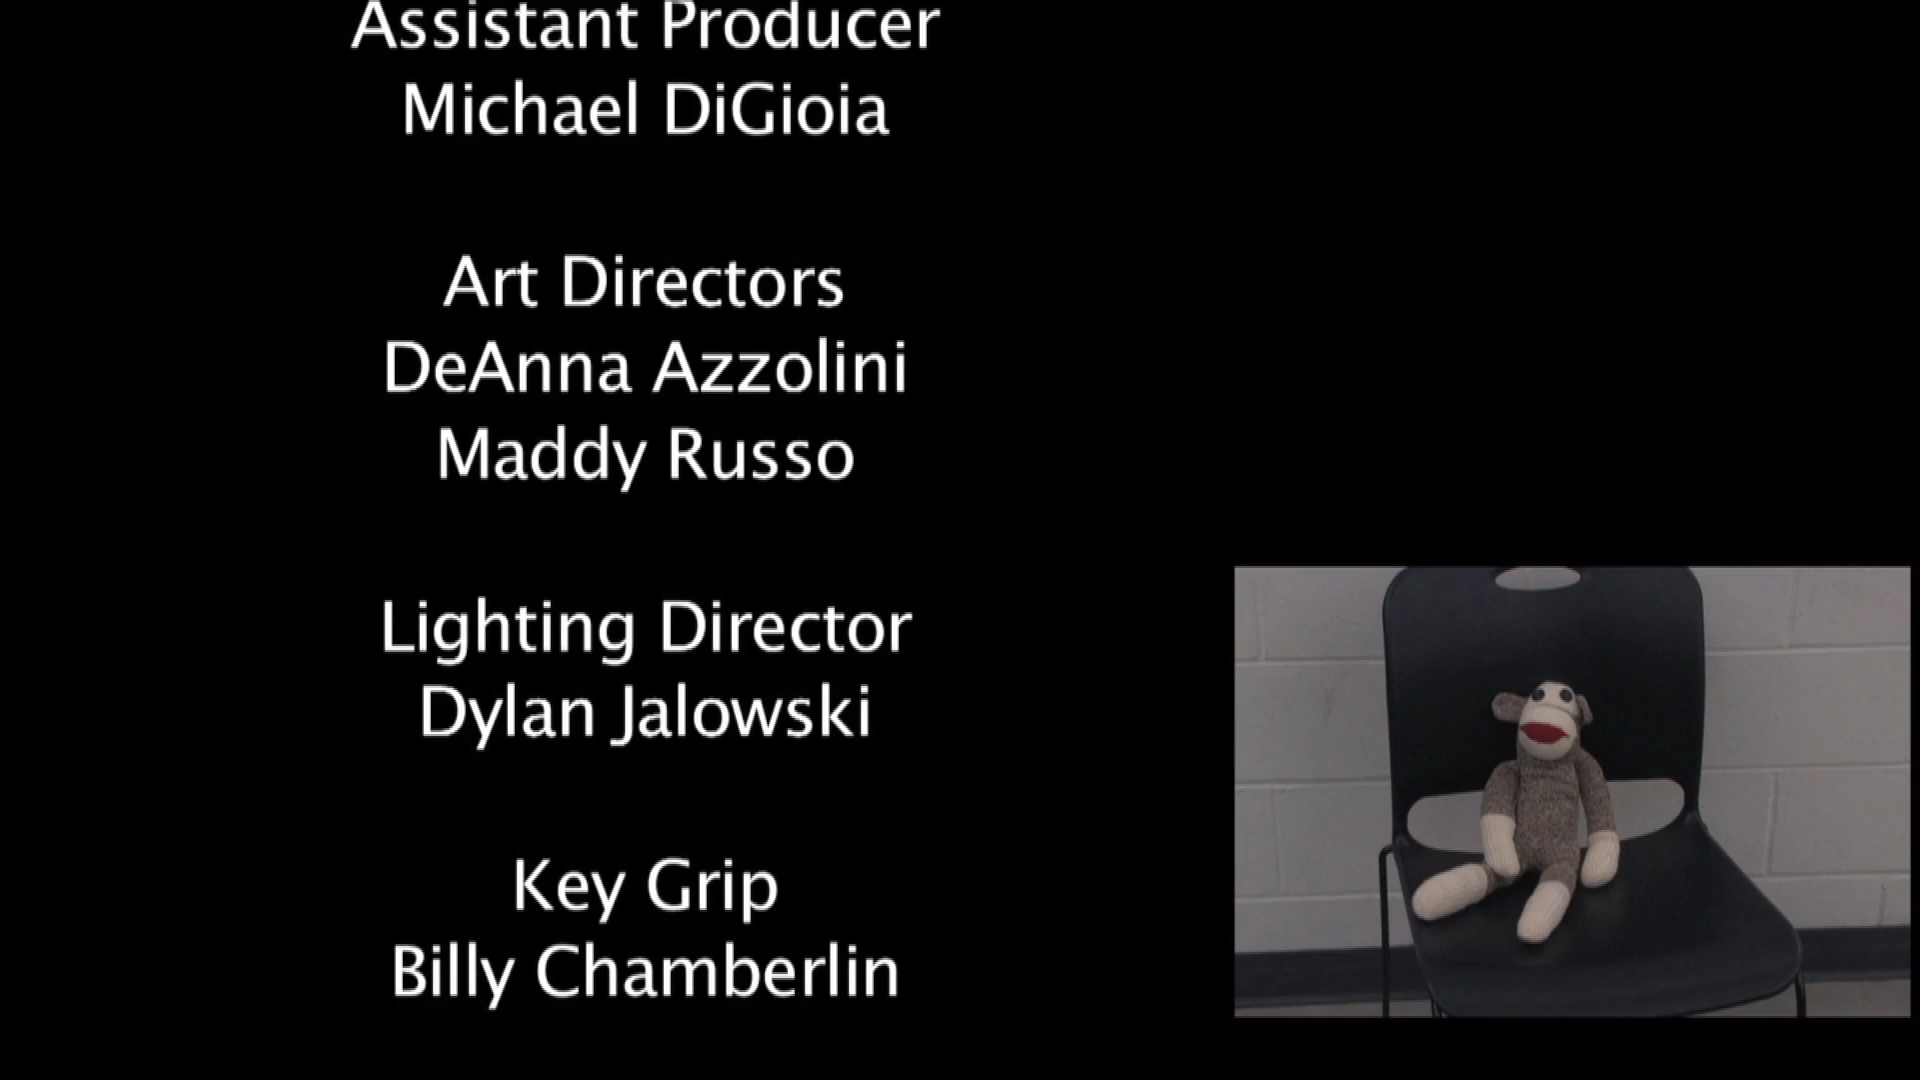 Assistant Producer
Michael DiGioia
Art Directors
DeAnna Azzolini
Maddy Russo
Lighting Director
Dylan Jalowski
Key Grip
Billy Chamberlin